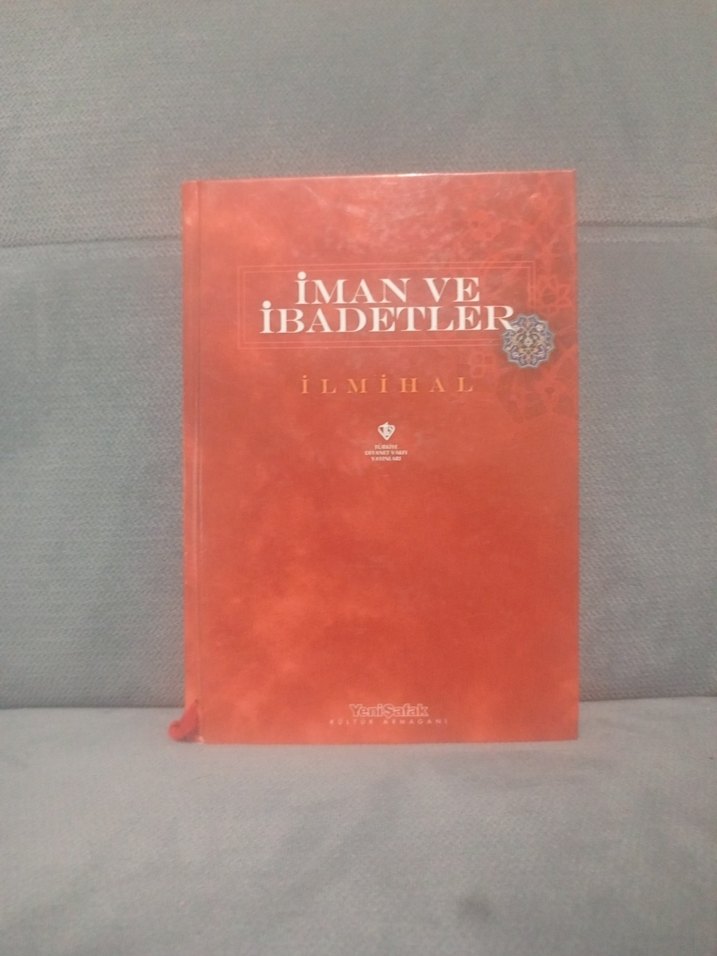 İMAN VE
İBADETLER
İLMİHAL
TÜRKİYE
DİYANET VAKFI
YAYINLARI
YeniŞafak
KÜLTÜR ARMAĞANI